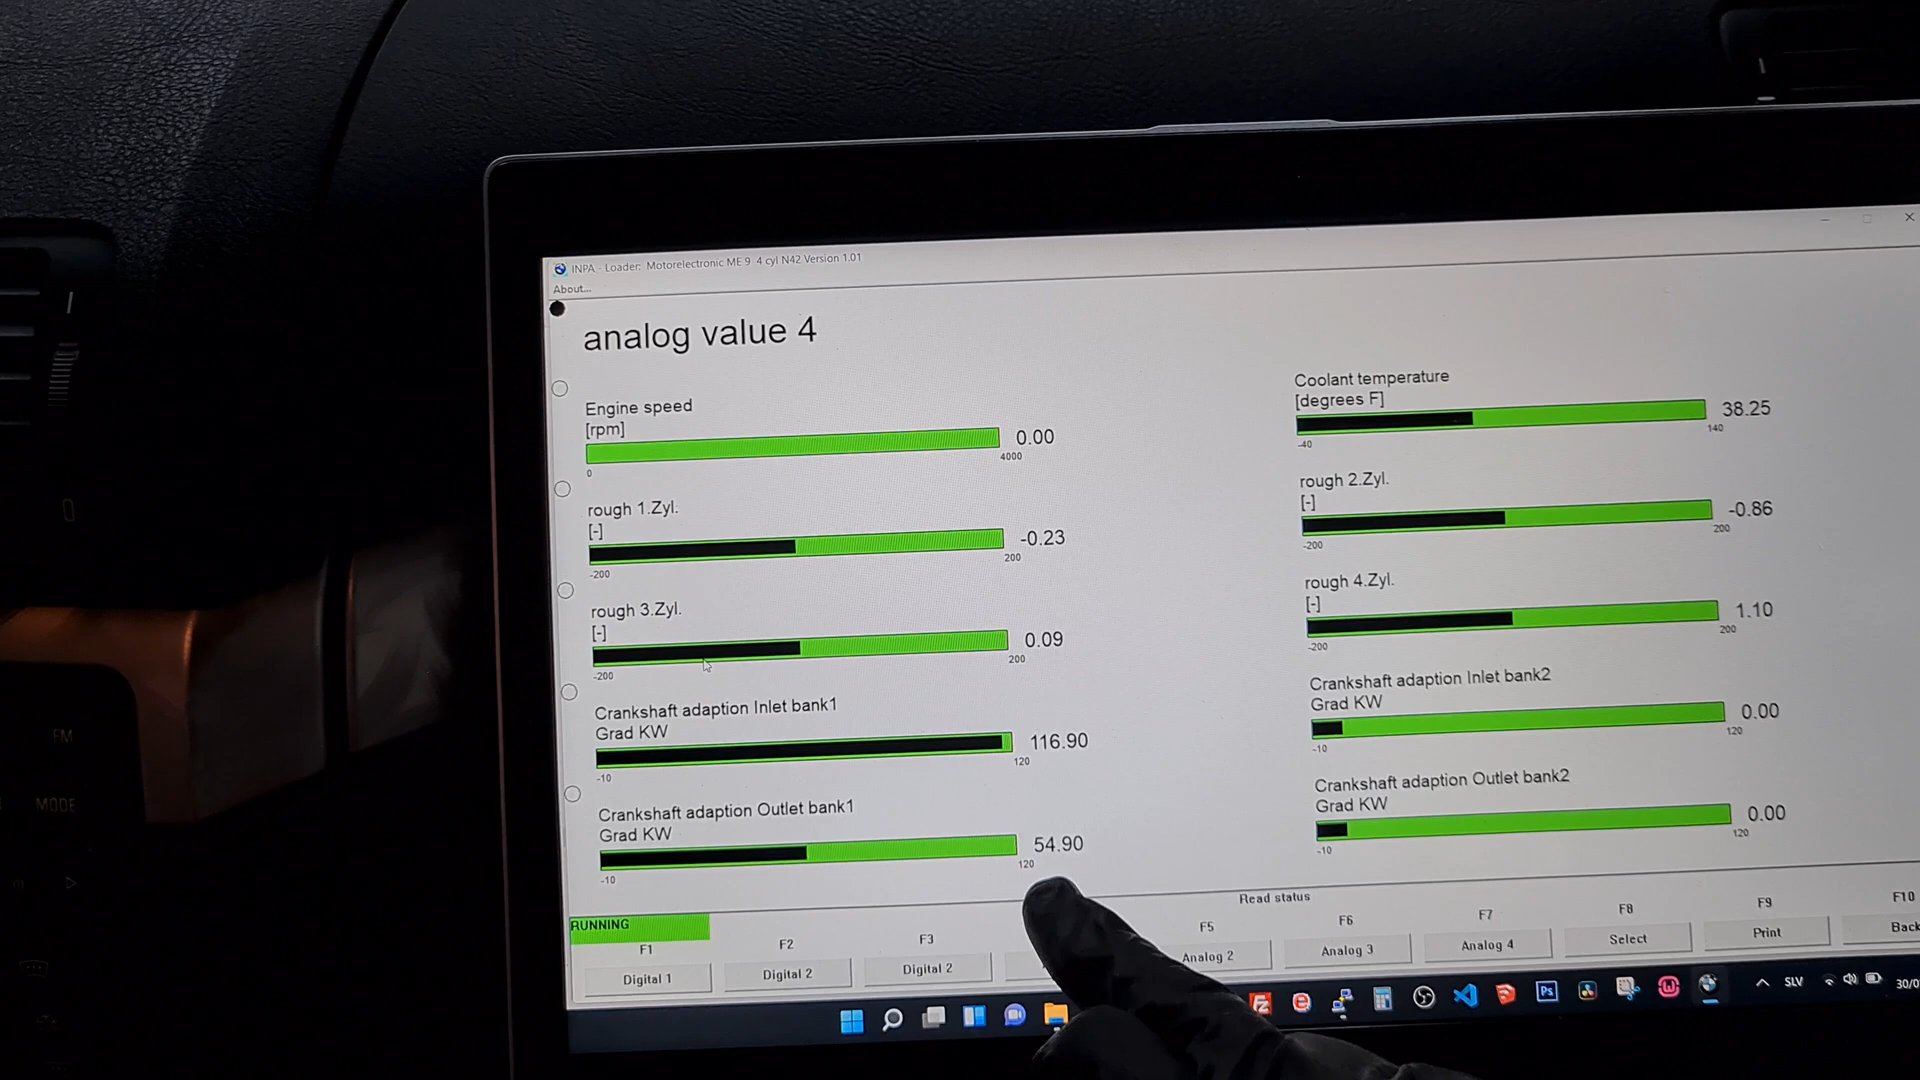 INPA - Loader: Motorelectronic ME 9 4 cyl N42 Version 1.01
About...
analog value 4
Engine speed
[rpm]
0.00
0
4000
Coolant temperature
[degrees F]
38.25
-40
140
rough 1.Zyl.
[-]
-0.23
-200
200
rough 2.Zyl.
[-]
-0.86
-200
200
rough 3.Zyl.
[-]
0.09
-200
200
rough 4.Zyl.
[-]
1.10
-200
200
Crankshaft adaption Inlet bank1
Grad KW
116.90
-10
120
Crankshaft adaption Inlet bank2
Grad KW
0.00
-10
120
Crankshaft adaption Outlet bank1
Grad KW
54.90
-10
120
Crankshaft adaption Outlet bank2
Grad KW
0.00
-10
120
Read status
RUNNING
F1
F2
F3
F5
F6
F7
F8
F9
F10
Digital 1
Digital 2
Digital 2
Analog 2
Analog 3
Analog 4
Select
Print
Back
Ps
SLV
30/0
FM
MODE